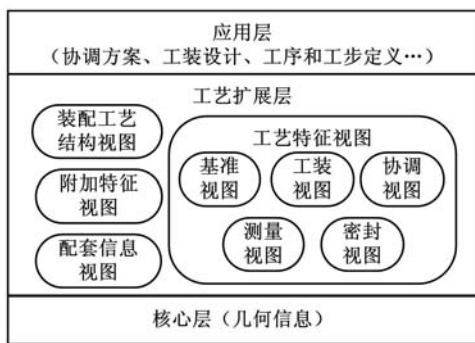 应用层
（协调方案、工装设计、工序和工步定义…）
工艺扩展层
装配工艺
结构视图
附加特征
视图
配套信息
视图
工艺特征视图
基准
视图
工装
视图
协调
视图
测量
视图
密封
视图
核心层（几何信息）